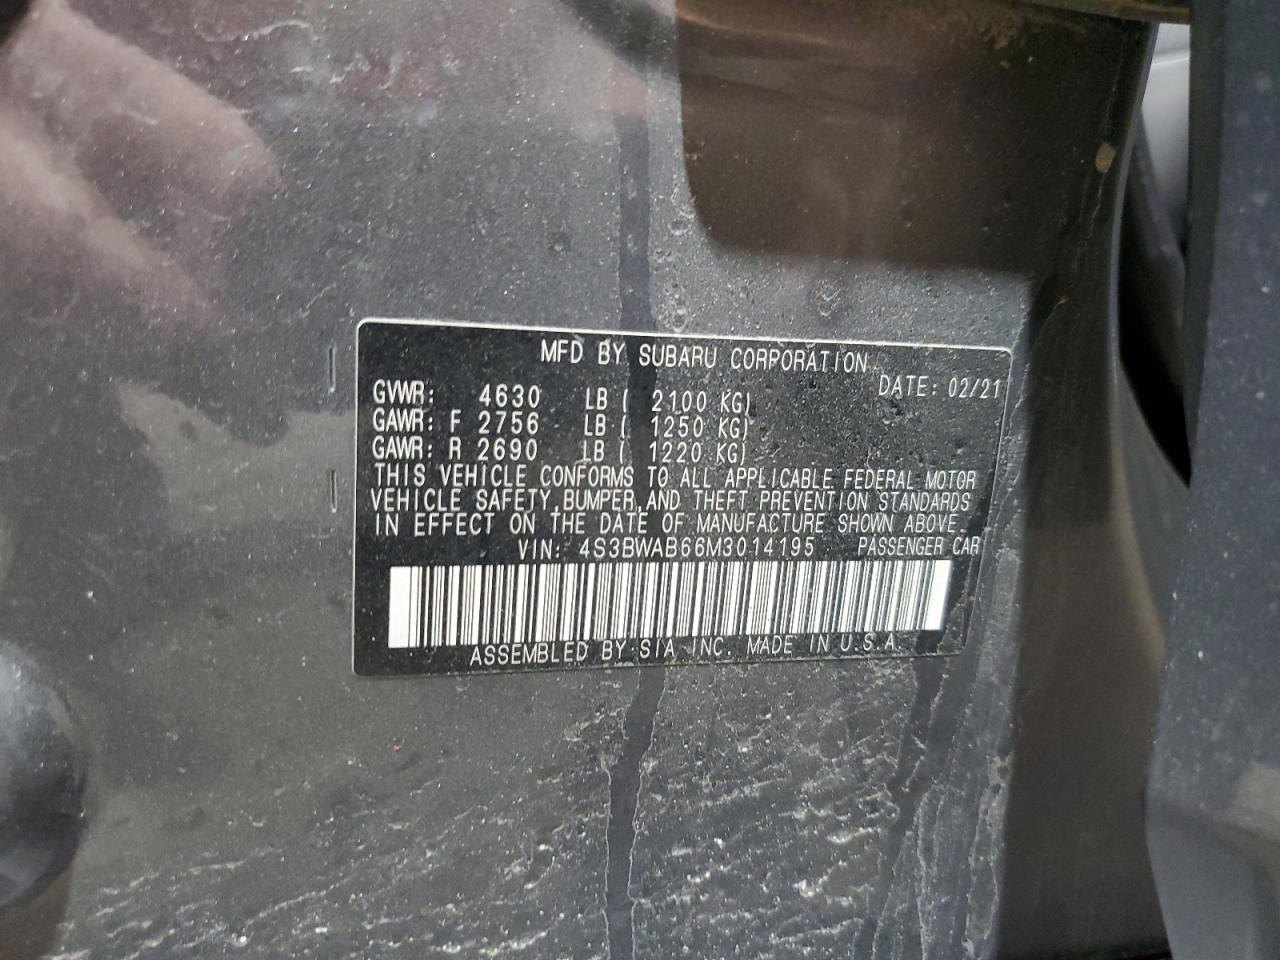 MFD BY SUBARU CORPORATION
DATE: 02/21
GVWR: 4630 LB ( 2100 KG)
GAWR: F 2756 LB ( 1250 KG)
GAWR: R 2690 LB ( 1220 KG)
THIS VEHICLE CONFORMS TO ALL APPLICABLE FEDERAL MOTOR
VEHICLE SAFETY, BUMPER, AND THEFT PREVENTION STANDARDS
IN EFFECT ON THE DATE OF MANUFACTURE SHOWN ABOVE.
VIN: 4S3BWAB66M3014195 PASSENGER CAR
ASSEMBLED BY SIA INC. MADE IN U.S.A.